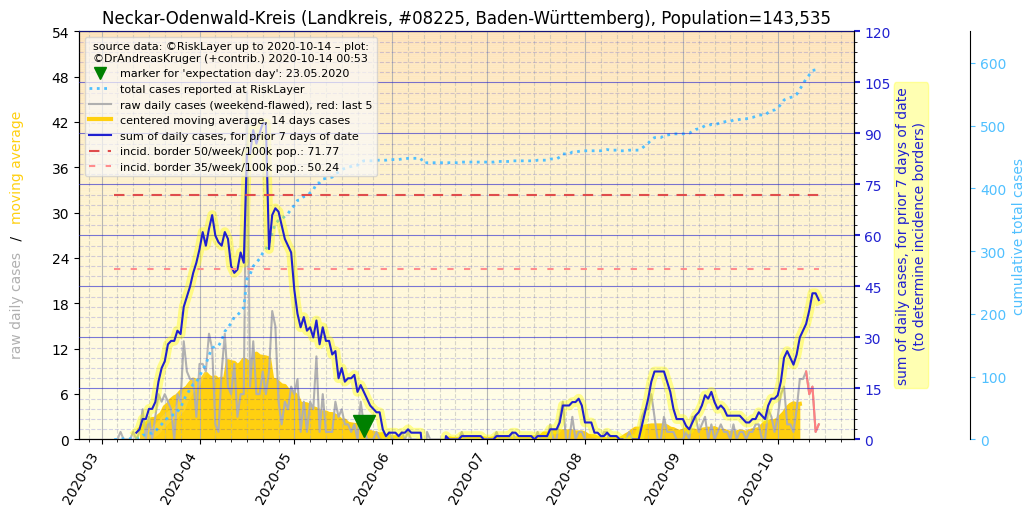 Neckar-Odenwald-Kreis (Landkreis, #08225, Baden-Württemberg), Population=143,535
source data: ©RiskLayer up to 2020-10-14 – plot:
©DrAndreasKruger (+contrib.) 2020-10-14 00:53
marker for 'expectation day': 23.05.2020
total cases reported at RiskLayer
raw daily cases (weekend-flawed), red: last 5
centered moving average, 14 days cases
sum of daily cases, for prior 7 days of date
incid. border 50/week/100k pop.: 71.77
incid. border 35/week/100k pop.: 50.24
raw daily cases / moving average
54
48
42
36
30
24
18
12
6
0
2020-03
2020-04
2020-05
2020-06
2020-07
2020-08
2020-09
2020-10
120
105
90
75
60
45
30
15
0
sum of daily cases, for prior 7 days of date
(to determine incidence borders)
600
500
400
300
200
100
0
cumulative total cases